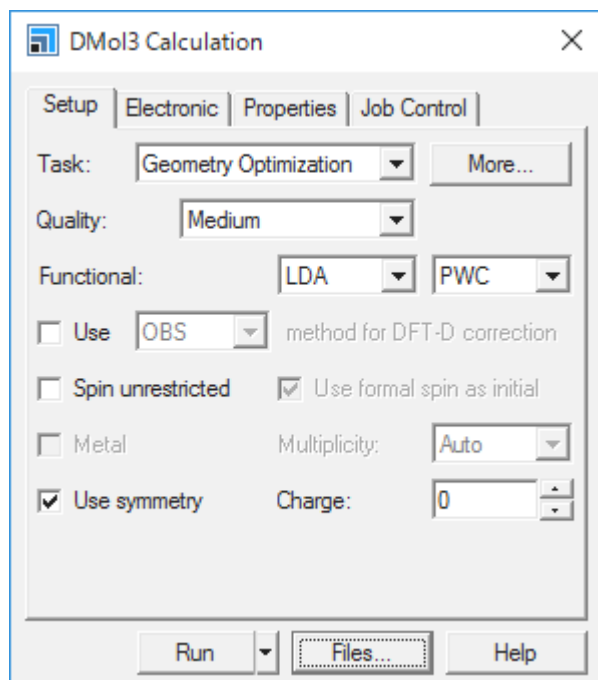 DMol3 Calculation
Setup Electronic Properties Job Control
Task: Geometry Optimization More...
Quality: Medium
Functional: LDA PWC
Use OBS method for DFT-D correction
Spin unrestricted Use formal spin as initial
Metal Multiplicity: Auto
Use symmetry Charge: 0
Run Files... Help